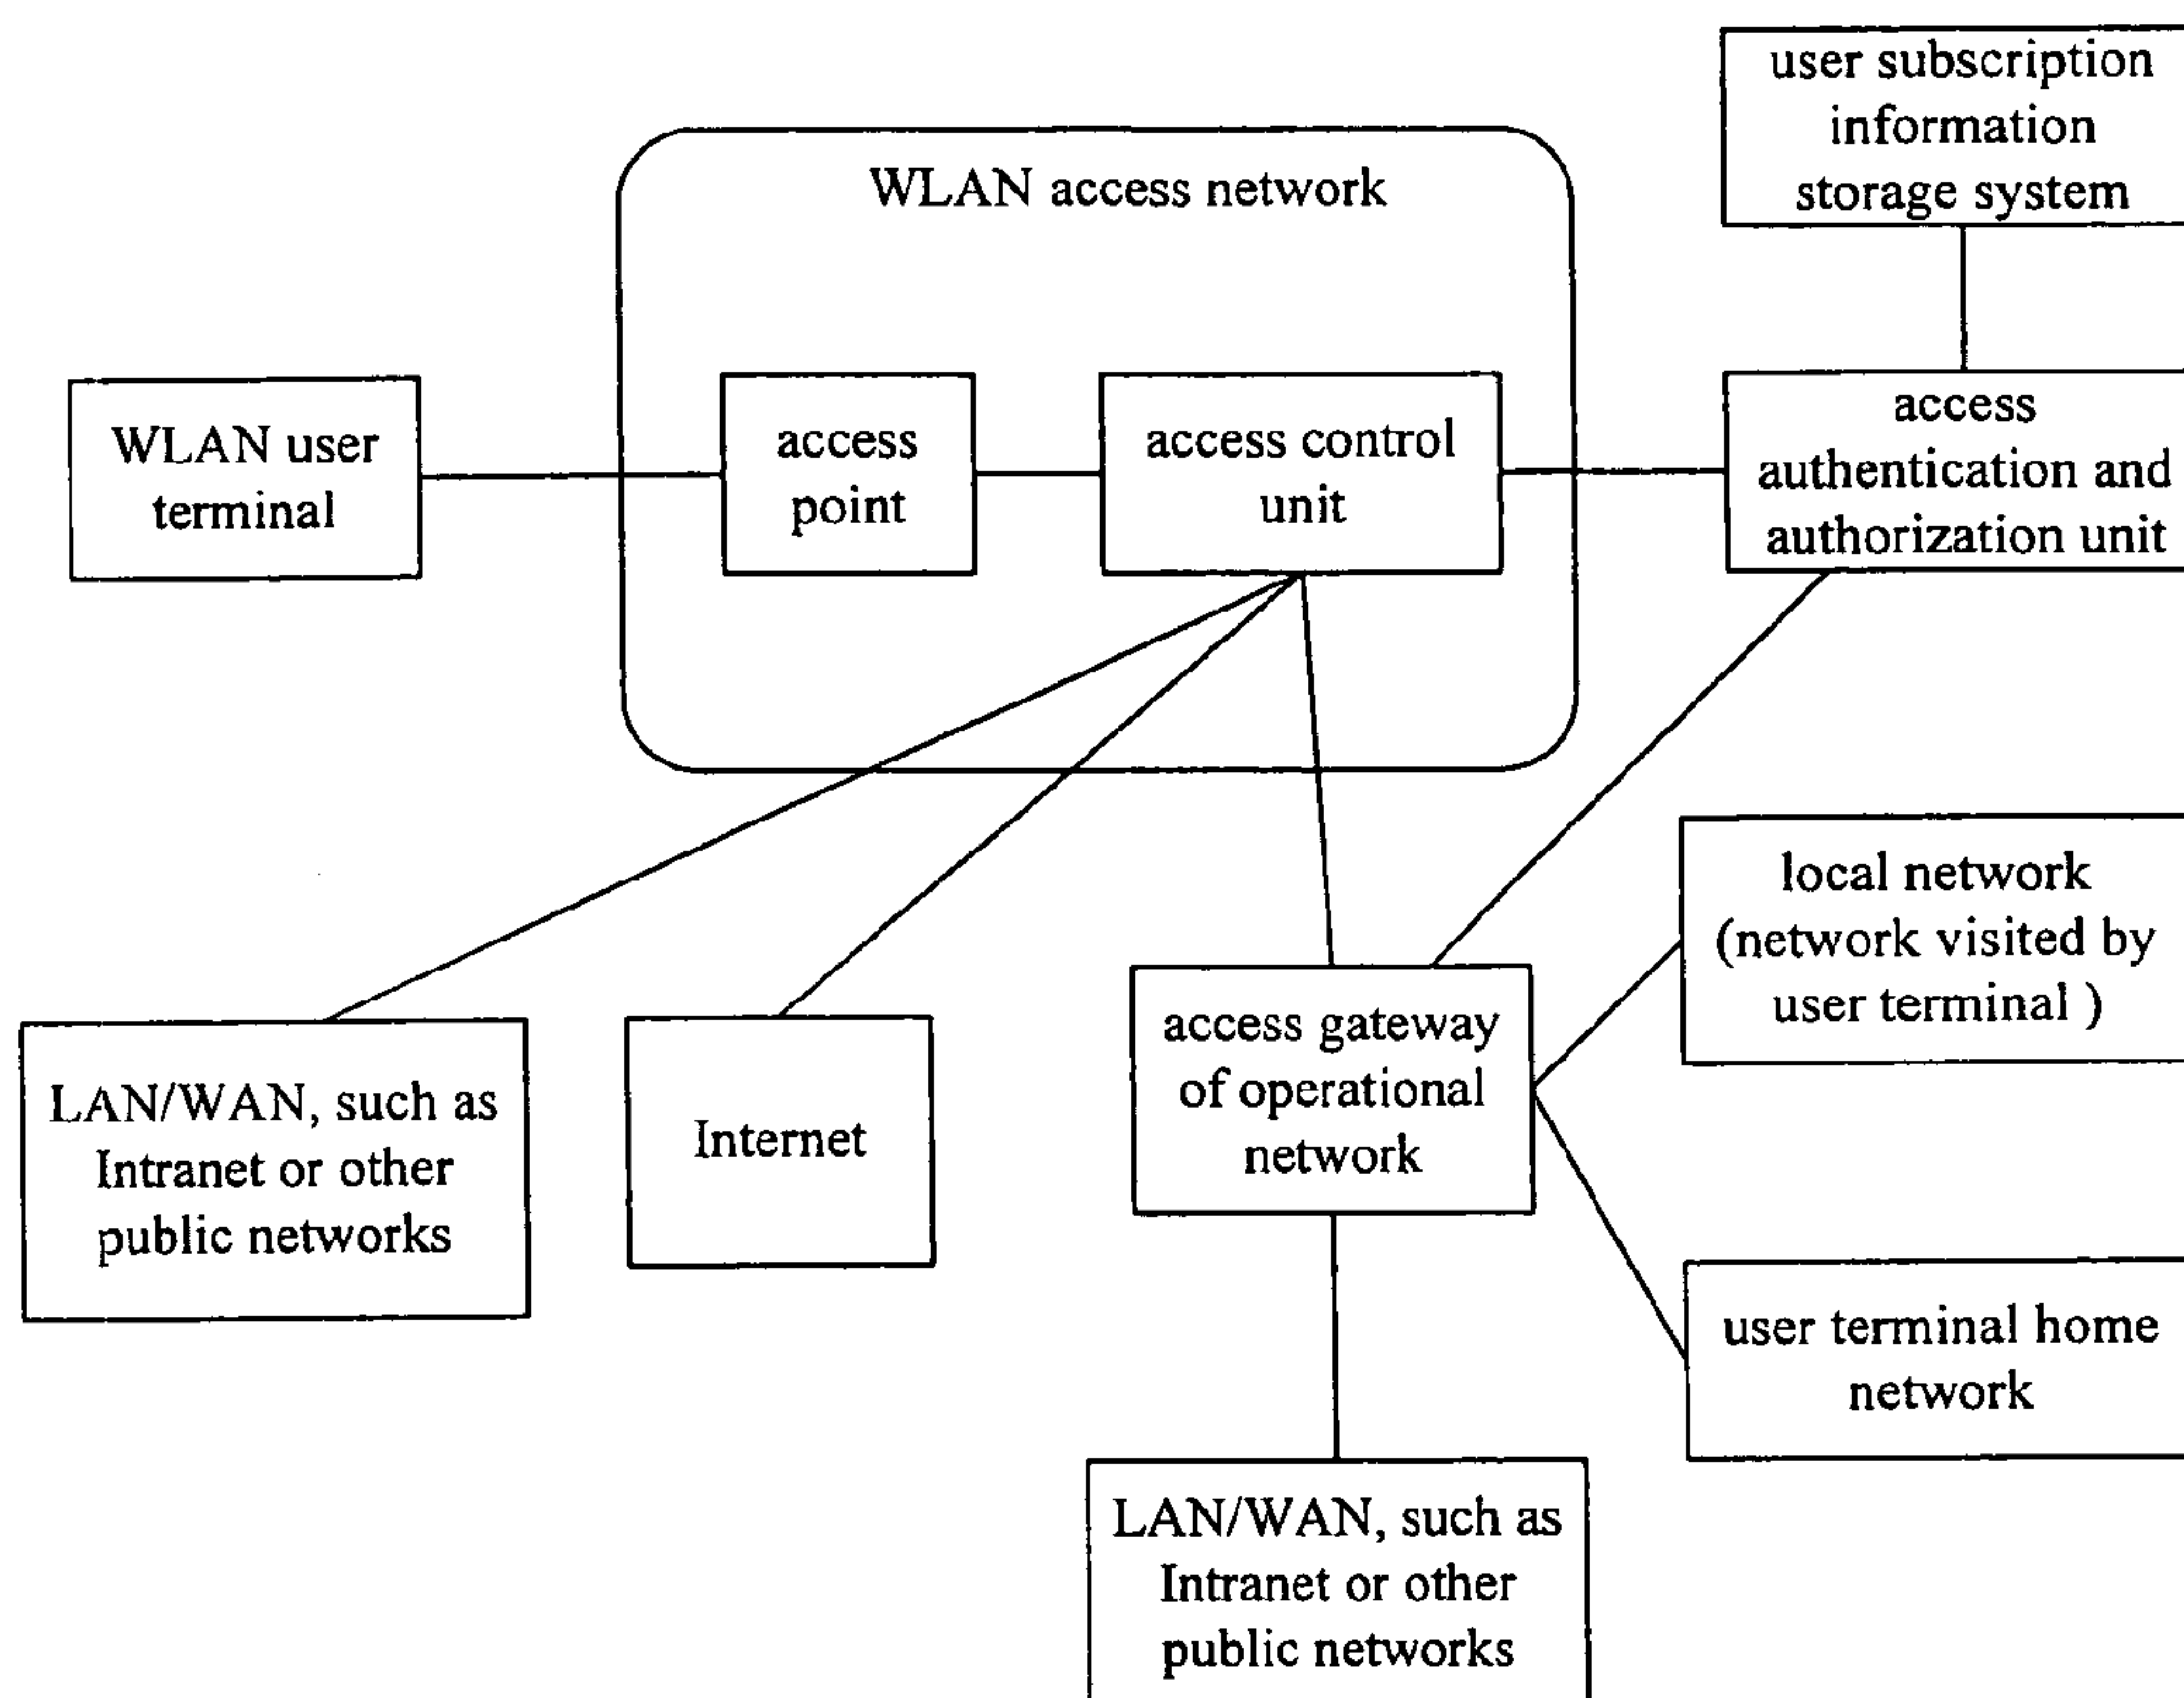 user subscription
information
storage system
WLAN access network
WLAN user
terminal
access
point
access control
unit
access
authentication and
authorization unit
local network
(network visited by
user terminal )
LAN/WAN, such as
Intranet or other
public networks
Internet
access gateway
of operational
network
user terminal home
network
LAN/WAN, such as
Intranet or other
public networks